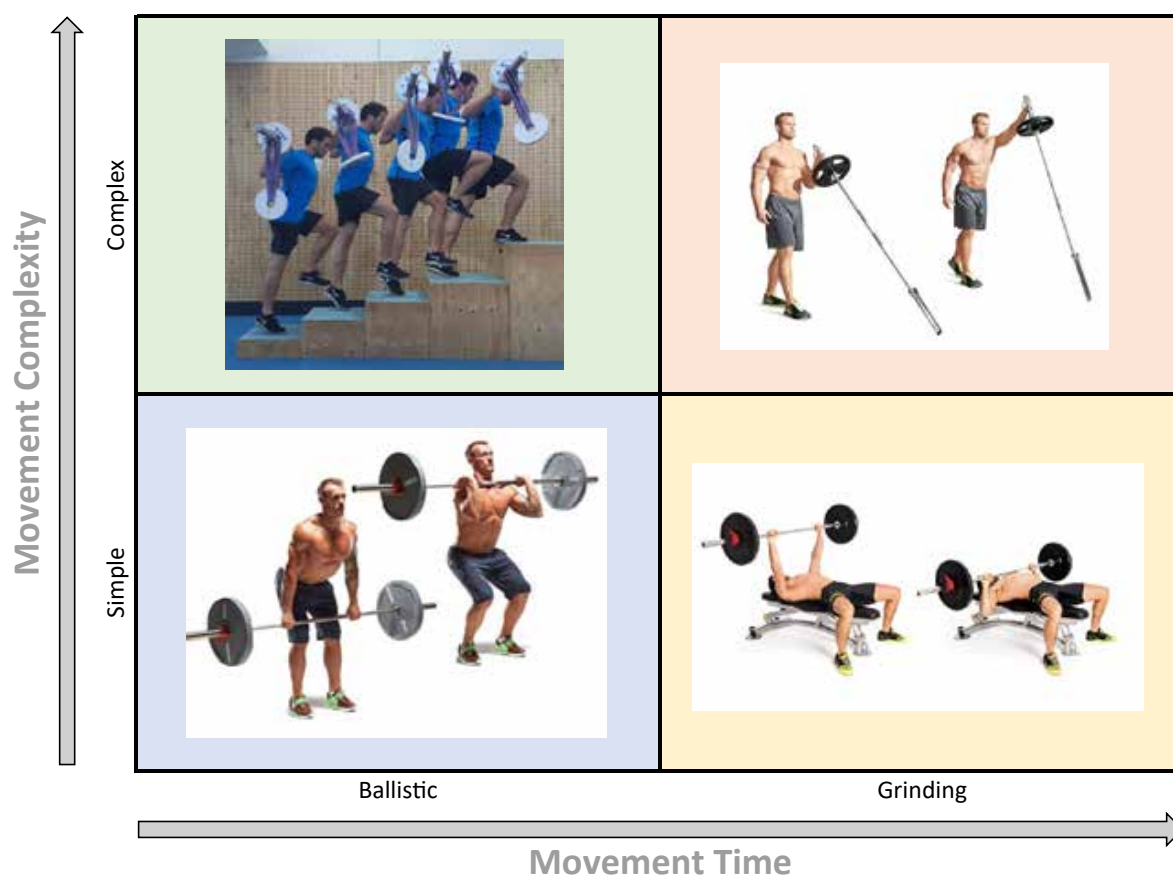 Movement Complexity
Complex
Simple
Ballistic
Grinding
Movement Time